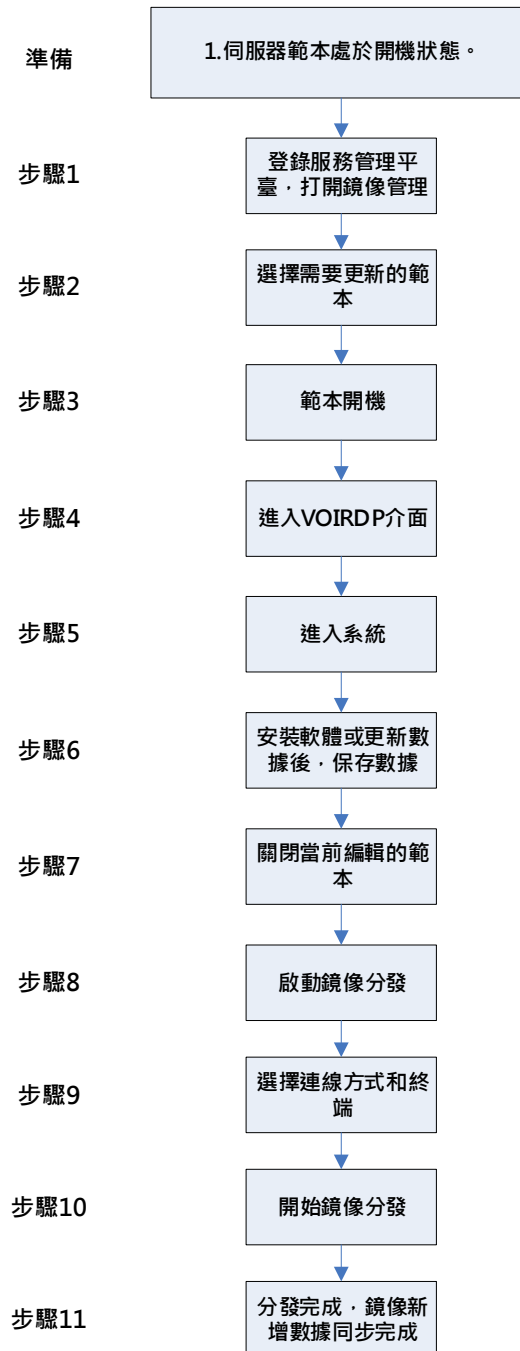 準備
1.伺服器範本處於開機狀態。
步驟1
登錄服務管理平
臺，打開鏡像管理
步驟2
選擇需要更新的範
本
步驟3
範本開機
步驟4
進入VOIRDP介面
步驟5
進入系統
步驟6
安裝軟體或更新數
據後，保存數據
步驟7
關閉當前編輯的範
本
步驟8
啟動鏡像分發
步驟9
選擇連線方式和終
端
步驟10
開始鏡像分發
步驟11
分發完成，鏡像新
增數據同步完成